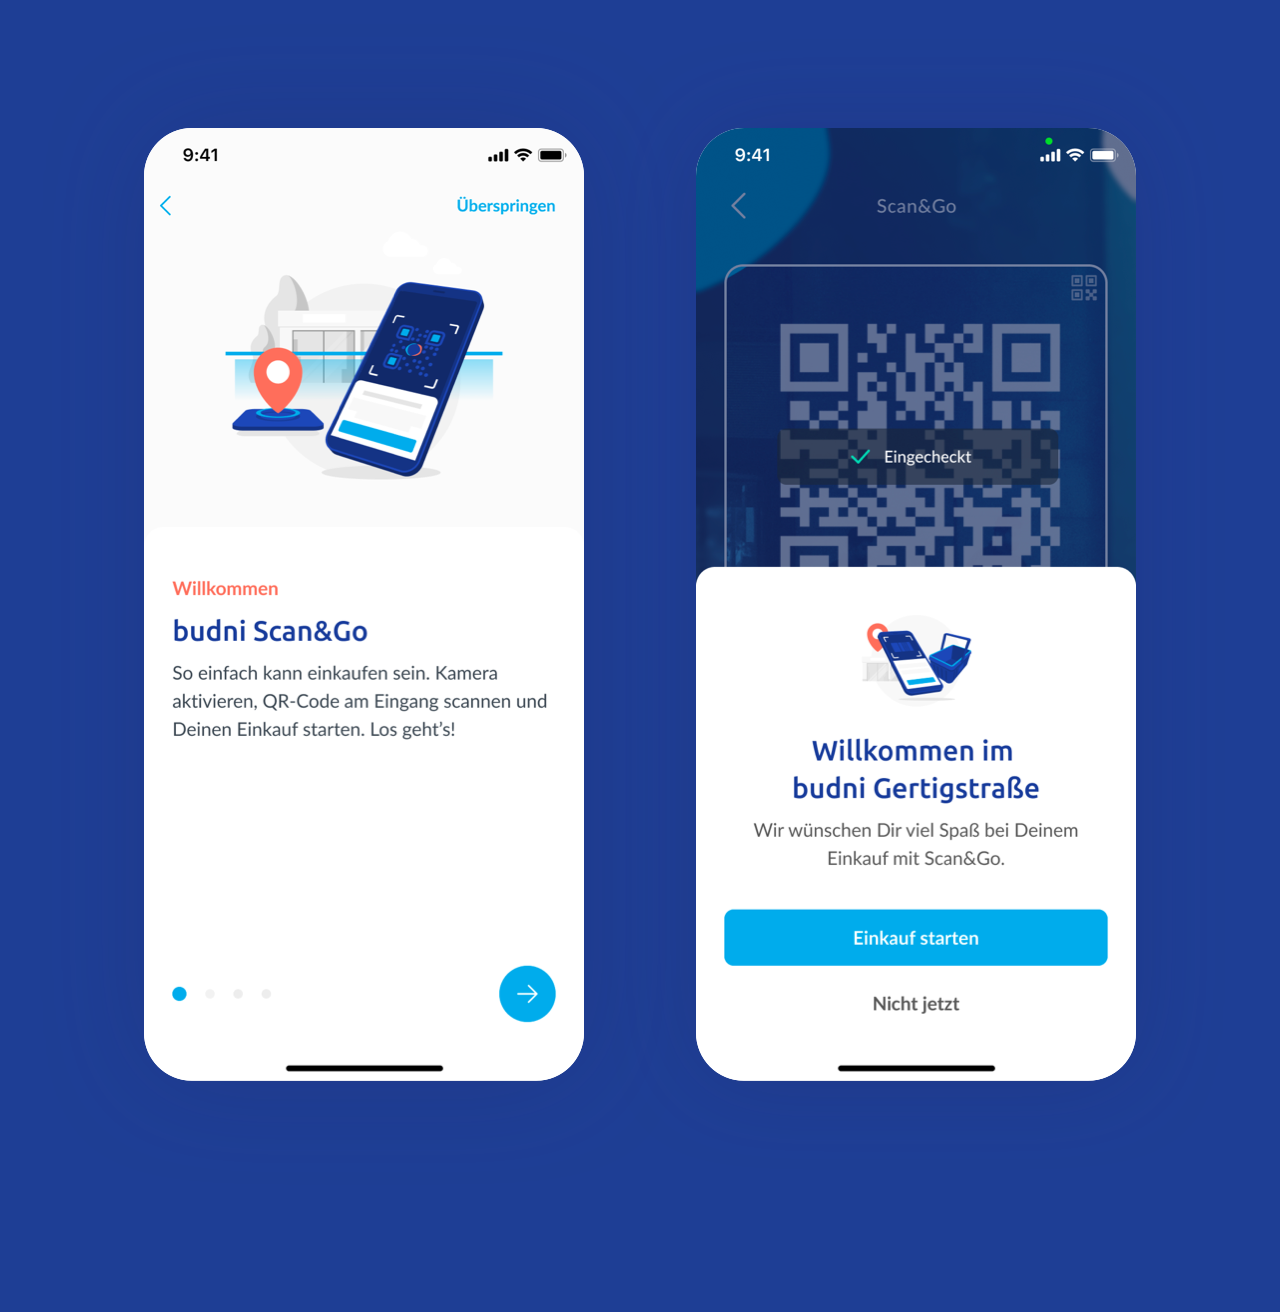 9:41
Überspringen
Willkommen
budni Scan&Go
So einfach kann einkaufen sein. Kamera
aktivieren, QR-Code am Eingang scannen und
Deinen Einkauf starten. Los geht's!
9:41
Scan&Go
Eingecheckt
Willkommen im
budni Gertigstraße
Wir wünschen Dir viel Spaß bei Deinem
Einkauf mit Scan&Go.
Einkauf starten
Nicht jetzt